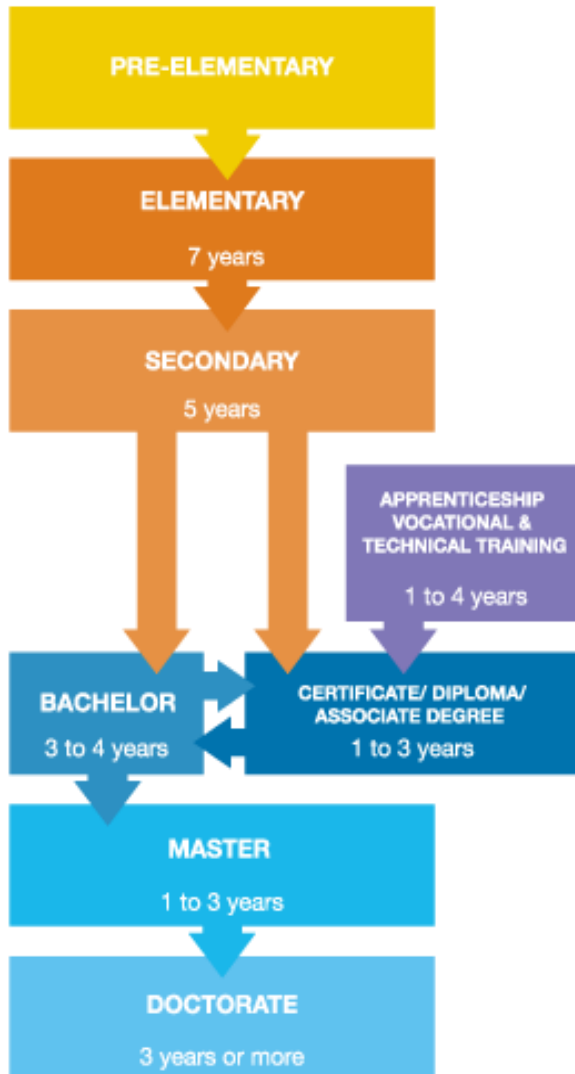 PRE-ELEMENTARY
ELEMENTARY
7 years
SECONDARY
5 years
APPRENTICESHIP
VOCATIONAL &
TECHNICAL TRAINING
1 to 4 years
BACHELOR
3 to 4 years
CERTIFICATE/ DIPLOMA/
ASSOCIATE DEGREE
1 to 3 years
MASTER
1 to 3 years
DOCTORATE
3 years or more